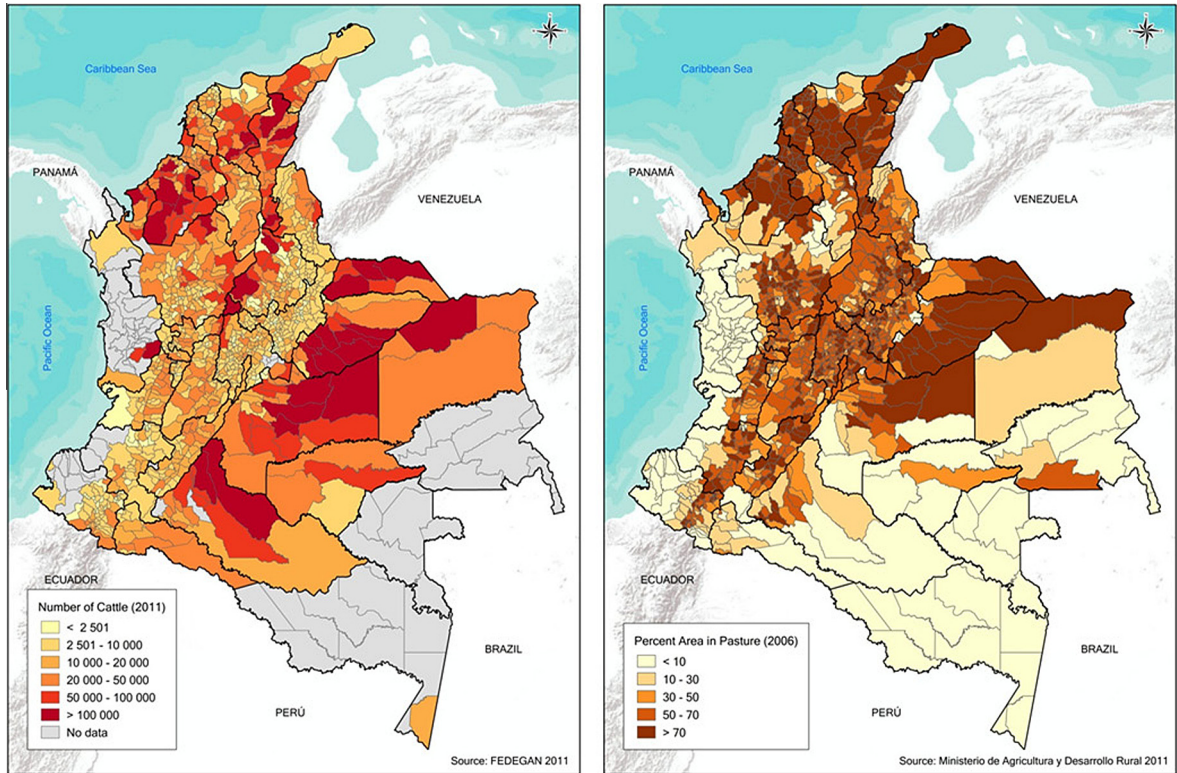 Caribbean Sea
PANAMÁ
VENEZUELA
Pacific Ocean
ECUADOR
BRAZIL
PERÚ
Number of Cattle (2011)
< 2 501
2 501 - 10 000
10 000 - 20 000
20 000 - 50 000
50 000 - 100 000
> 100 000
No data
Source: FEDEGAN 2011
Caribbean Sea
PANAMÁ
VENEZUELA
Pacific Ocean
ECUADOR
BRAZIL
PERÚ
Percent Area in Pasture (2006)
< 10
10 - 30
30 - 50
50 - 70
> 70
Source: Ministerio de Agricultura y Desarrollo Rural 2011